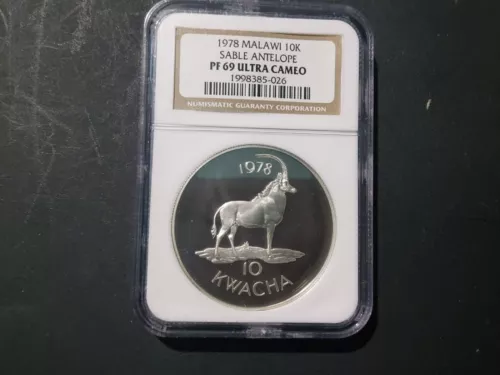 1978 MALAWI 10K
SABLE ANTELOPE
PF 69 ULTRA CAMEO
1998385-026
NUMISMATIC GUARANTY CORPORATION
1978
10
KWACHA